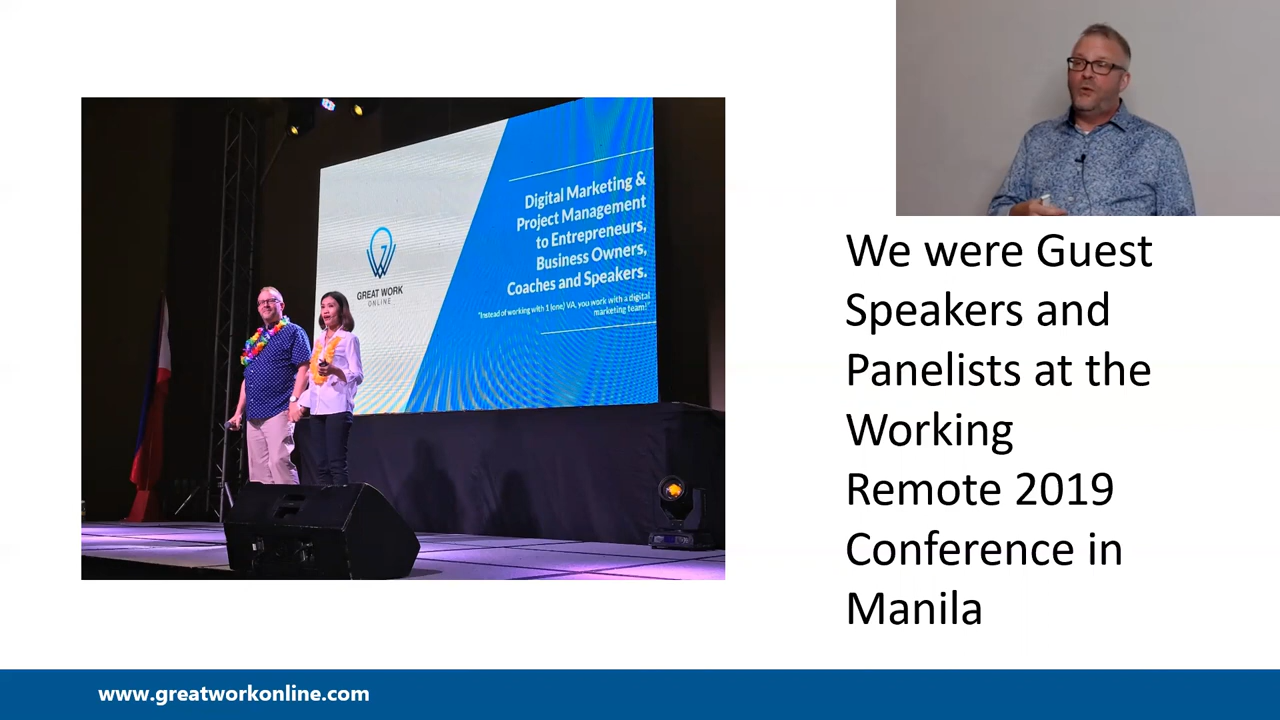 Digital Marketing &
Project Management
to Entrepreneurs,
Business Owners,
Coaches and Speakers.
"Instead of working with 1 (one) VA, you work with a digital
marketing team!"
GREAT WORK
ONLINE
We were Guest
Speakers and
Panelists at the
Working
Remote 2019
Conference in
Manila
www.greatworkonline.com